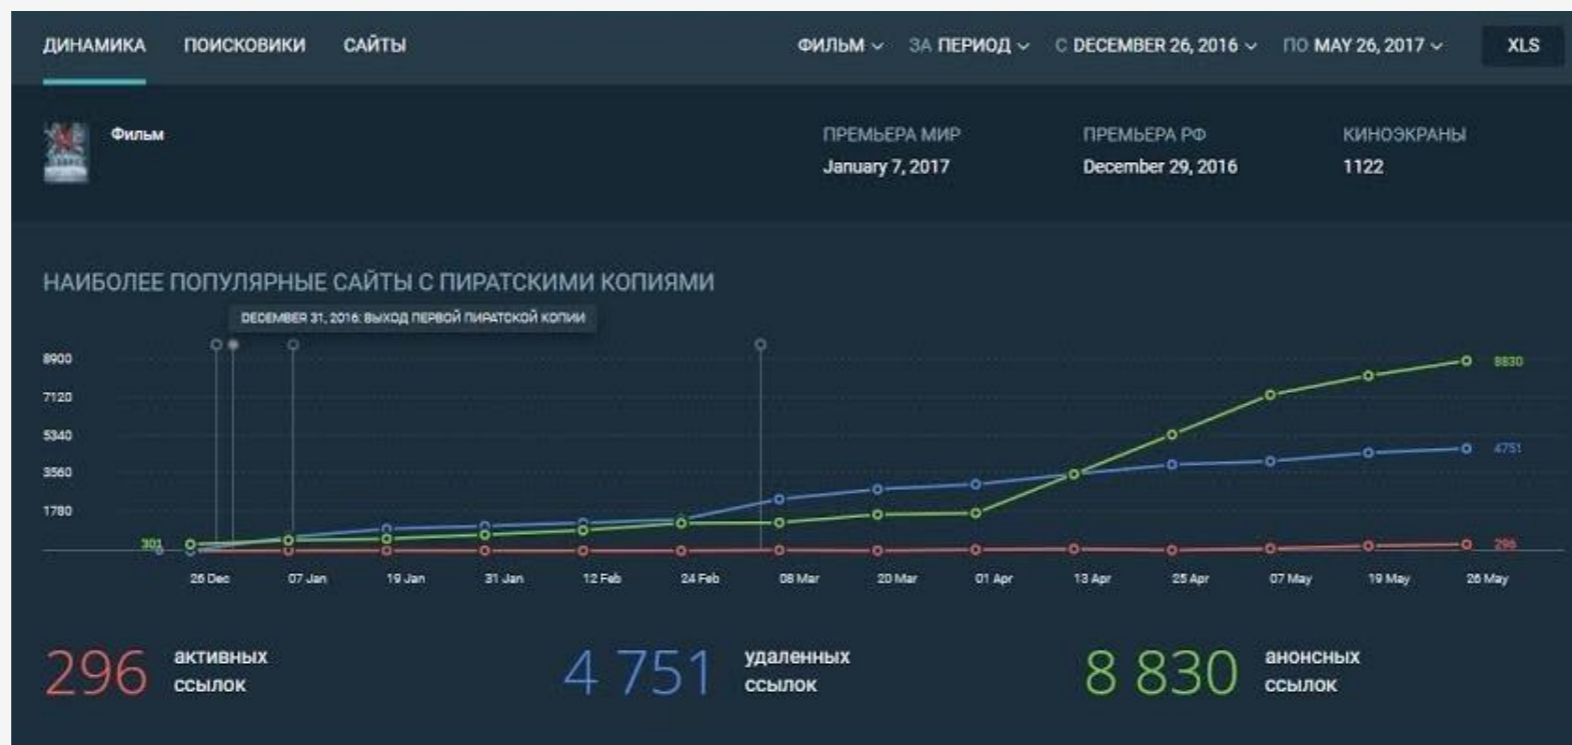 ДИНАМИКА ПОИСКОВИКИ САЙТЫ ФИЛЬМ ЗА ПЕРИОД С DECEMBER 26, 2016 ПО MAY 26, 2017 XLS
Фильм
ПРЕМЬЕРА МИР ПРЕМЬЕРА РФ КИНОЭКРАНЫ
January 7, 2017 December 29, 2016 1122
НАИБОЛЕЕ ПОПУЛЯРНЫЕ САЙТЫ С ПИРАТСКИМИ КОПИЯМИ
DECEMBER 31, 2016: ВЫХОД ПЕРВОЙ ПИРАТСКОЙ КОПИИ
8900
8830
7120
5340
4751
3560
1780
301
296
26 Dec 07 Jan 19 Jan 31 Jan 12 Feb 24 Feb 08 Mar 20 Mar 01 Apr 13 Apr 25 Apr 07 May 19 May 26 May
296 активных ссылок
4 751 удаленных ссылок
8 830 анонсных ссылок